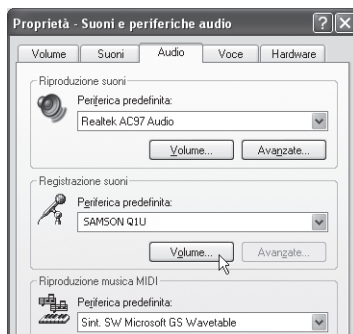 Proprietà - Suoni e periferiche audio
Volume Suoni Audio Voce Hardware
Riproduzione suoni
Periferica predefinita:
Realtek AC97 Audio
Volume... Avanzate...
Registrazione suoni
Periferica predefinita:
SAMSON Q1U
Volume... Avanzate...
Riproduzione musica MIDI
Periferica predefinita:
Sint. SW Microsoft GS Wavetable